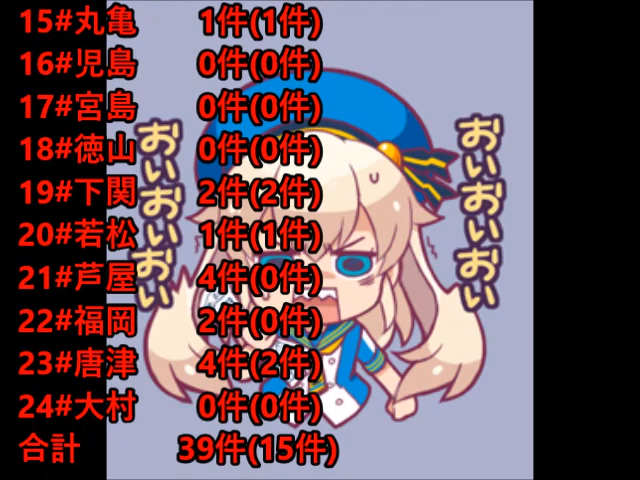 15#丸亀 1件(1件)
16#児島 0件(0件)
17#宮島 0件(0件)
18#徳山 0件(0件)
19#下関 2件(2件)
20#若松 1件(1件)
21#芦屋 4件(0件)
22#福岡 2件(0件)
23#唐津 4件(2件)
24#大村 0件(0件)
合計 39件(15件)
おいおいおい
おいおいおい